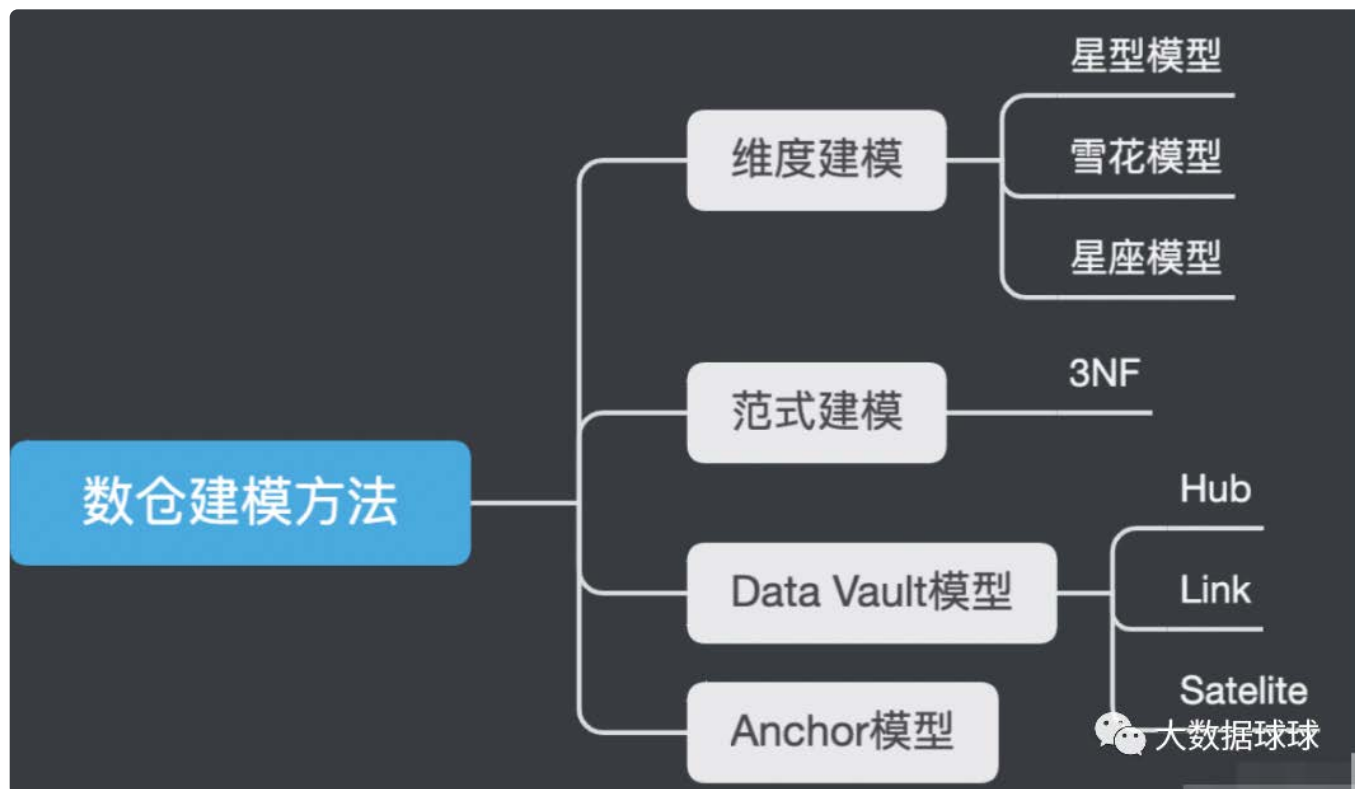 数仓建模方法
维度建模
星型模型
雪花模型
星座模型
范式建模
3NF
Data Vault模型
Hub
Link
Satelite
Anchor模型
大数据球球